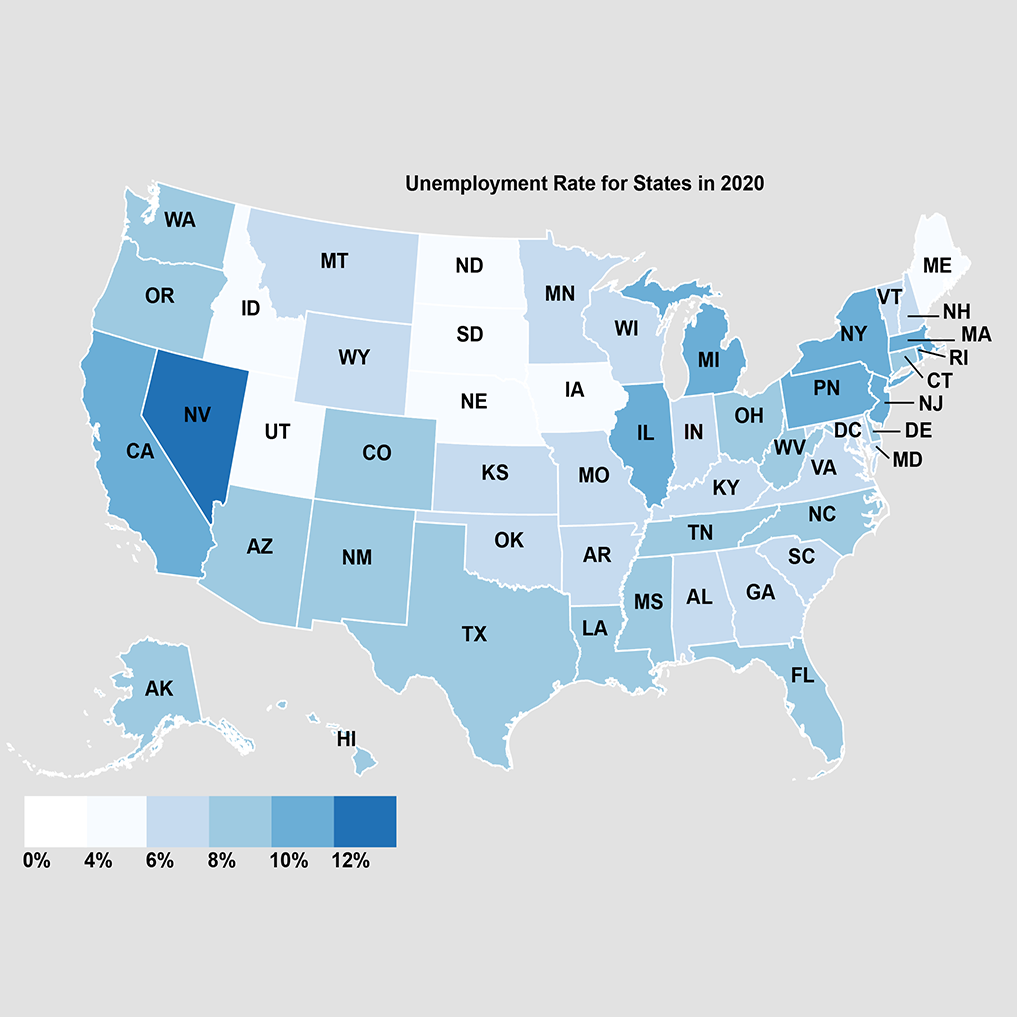 Unemployment Rate for States in 2020
WA
MT
ND
ME
OR
ID
MN
VT
NH
SD
WI
NY
MA
WY
MI
RI
CT
NE
IA
PN
NJ
NV
UT
OH
CO
IL
IN
DC
DE
CA
WV
MD
KS
MO
VA
KY
NC
AZ
NM
OK
AR
TN
SC
MS
AL
GA
TX
LA
FL
AK
HI
0% 4% 6% 8% 10% 12%